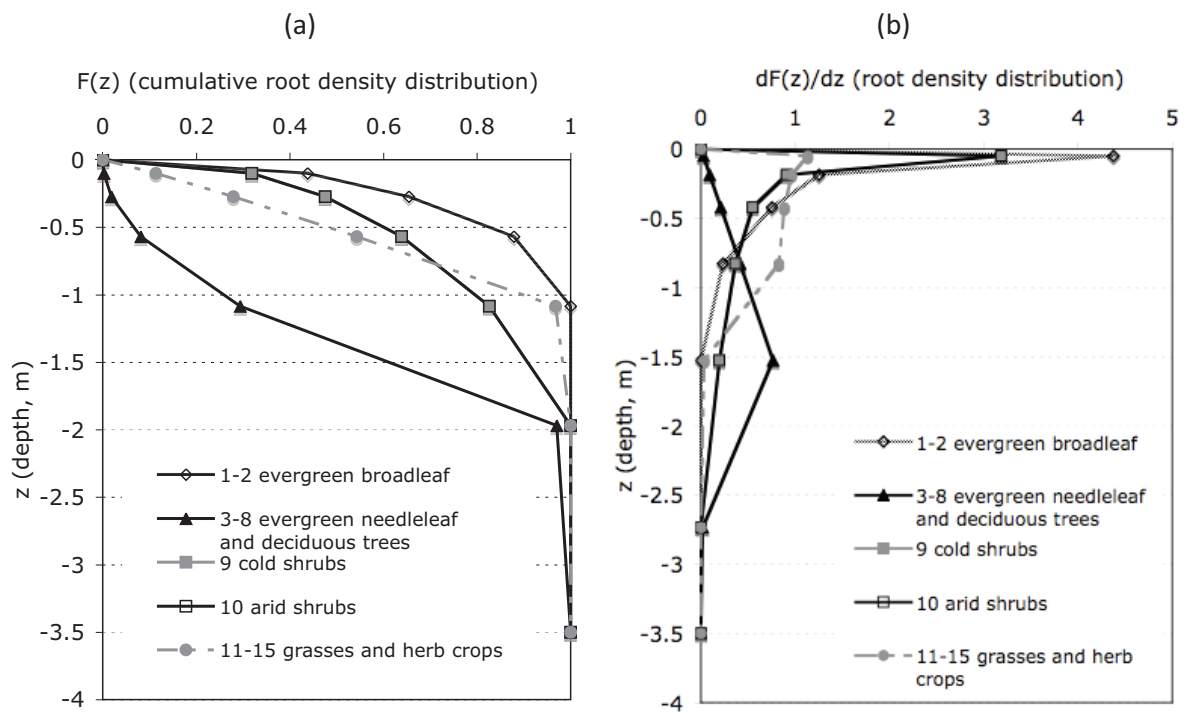 (a)
F(z) (cumulative root density distribution)
0 0.2 0.4 0.6 0.8 1
0
-0.5
-1
-1.5
-2
-2.5
-3
-3.5
-4
z (depth, m)
1-2 evergreen broadleaf
3-8 evergreen needleleaf
and deciduous trees
9 cold shrubs
10 arid shrubs
11-15 grasses and herb crops
(b)
dF(z)/dz (root density distribution)
0 1 2 3 4 5
0
-0.5
-1
-1.5
-2
-2.5
-3
-3.5
-4
z (depth, m)
1-2 evergreen broadleaf
3-8 evergreen needleleaf
and deciduous trees
9 cold shrubs
10 arid shrubs
11-15 grasses and herb
crops